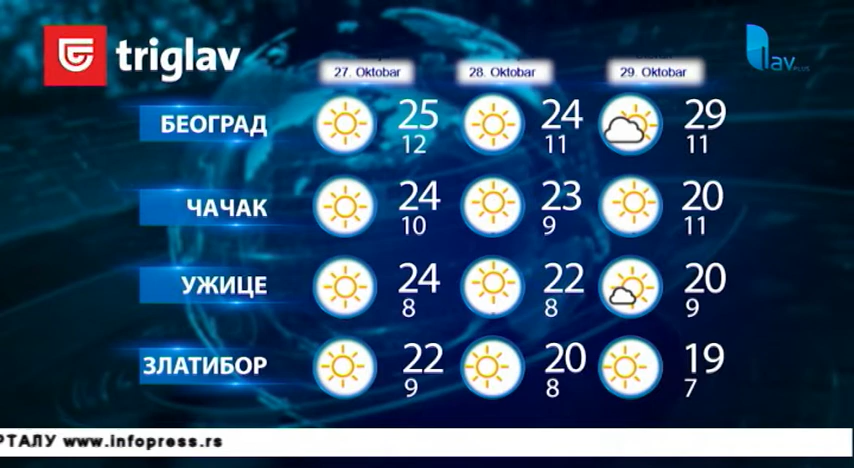 triglav
lav PLUS
27. Oktobar 28. Oktobar 29. Oktobar
БЕОГРАД 25 12 24 11 29 11
ЧАЧАК 24 10 23 9 20 11
УЖИЦЕ 24 8 22 8 20 9
ЗЛАТИБОР 22 9 20 8 19 7
РТАЛУ www.infopress.rs